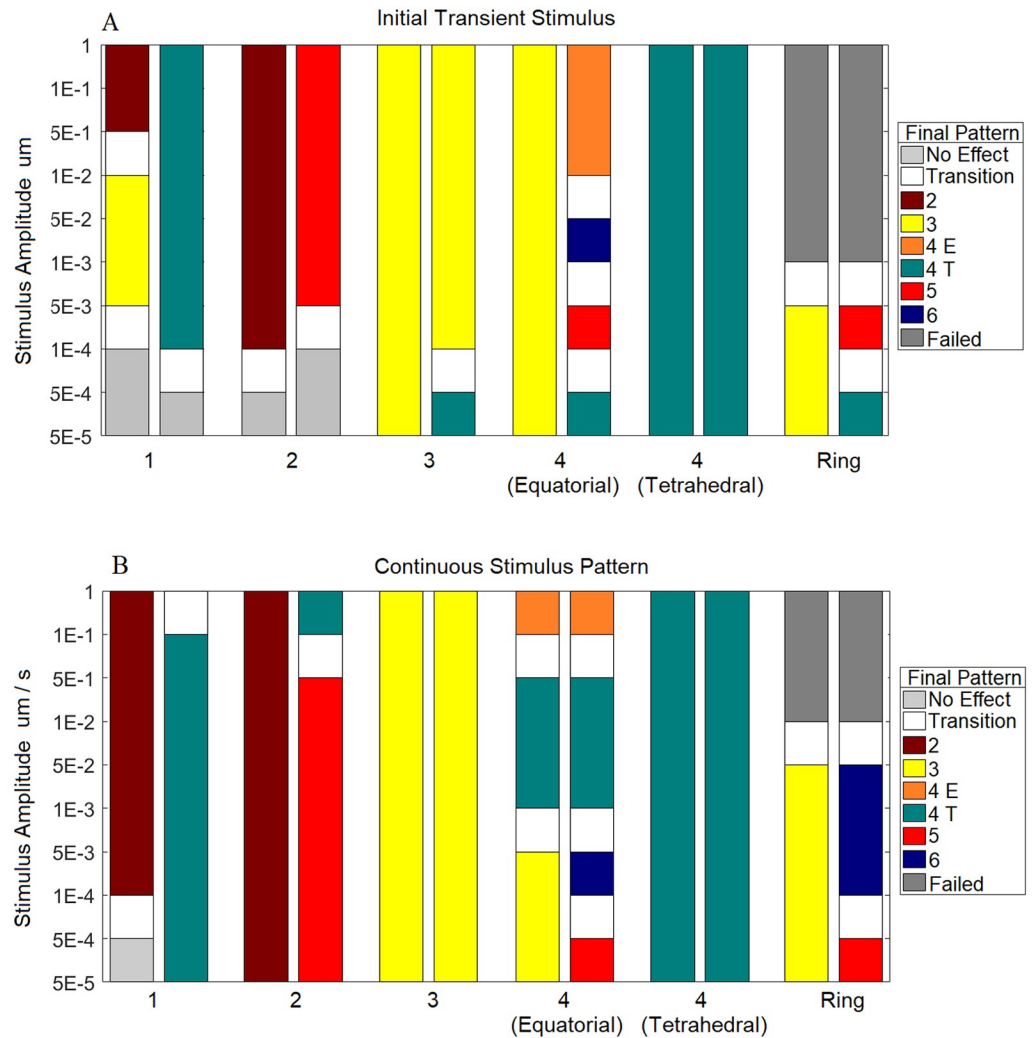 A
Initial Transient Stimulus
Stimulus Amplitude um
1
1E-1
5E-1
1E-2
5E-2
1E-3
5E-3
1E-4
5E-4
5E-5
1
2
3
4
(Equatorial)
4
(Tetrahedral)
Ring
Final Pattern
No Effect
Transition
2
3
4 E
4 T
5
6
Failed
B
Continuous Stimulus Pattern
Stimulus Amplitude um / s
1
1E-1
5E-1
1E-2
5E-2
1E-3
5E-3
1E-4
5E-4
5E-5
1
2
3
4
(Equatorial)
4
(Tetrahedral)
Ring
Final Pattern
No Effect
Transition
2
3
4 E
4 T
5
6
Failed